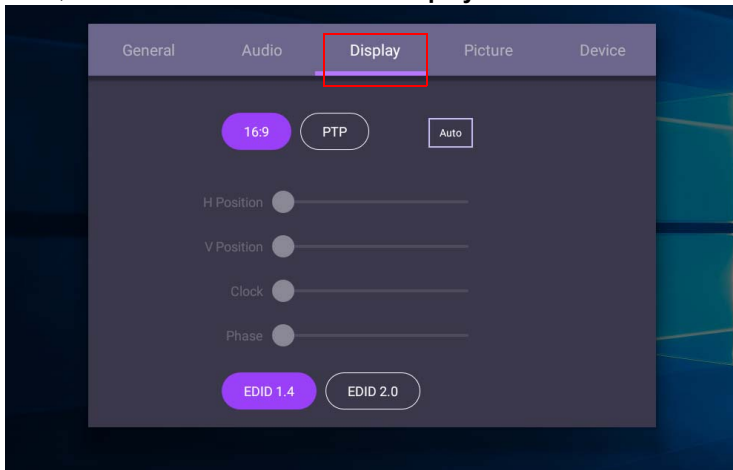 General Audio Display Picture Device
16:9 PTP Auto
H Position
V Position
Clock
Phase
EDID 1.4 EDID 2.0